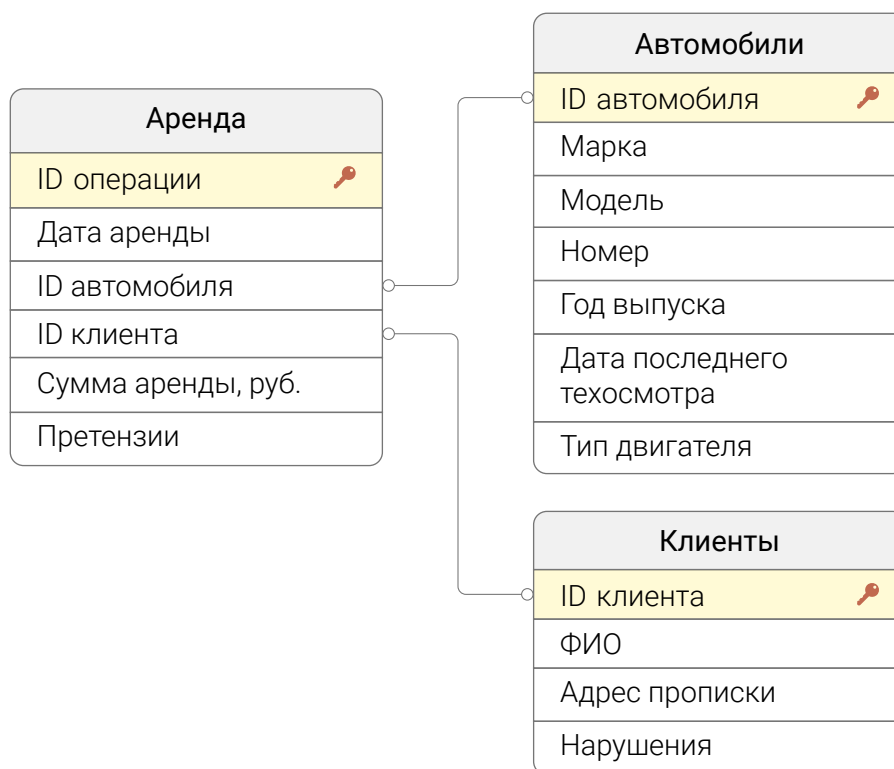 Аренда
ID операции
Дата аренды
ID автомобиля
ID клиента
Сумма аренды, руб.
Претензии
Автомобили
ID автомобиля
Марка
Модель
Номер
Год выпуска
Дата последнего
техосмотра
Тип двигателя
Клиенты
ID клиента
ФИО
Адрес прописки
Нарушения